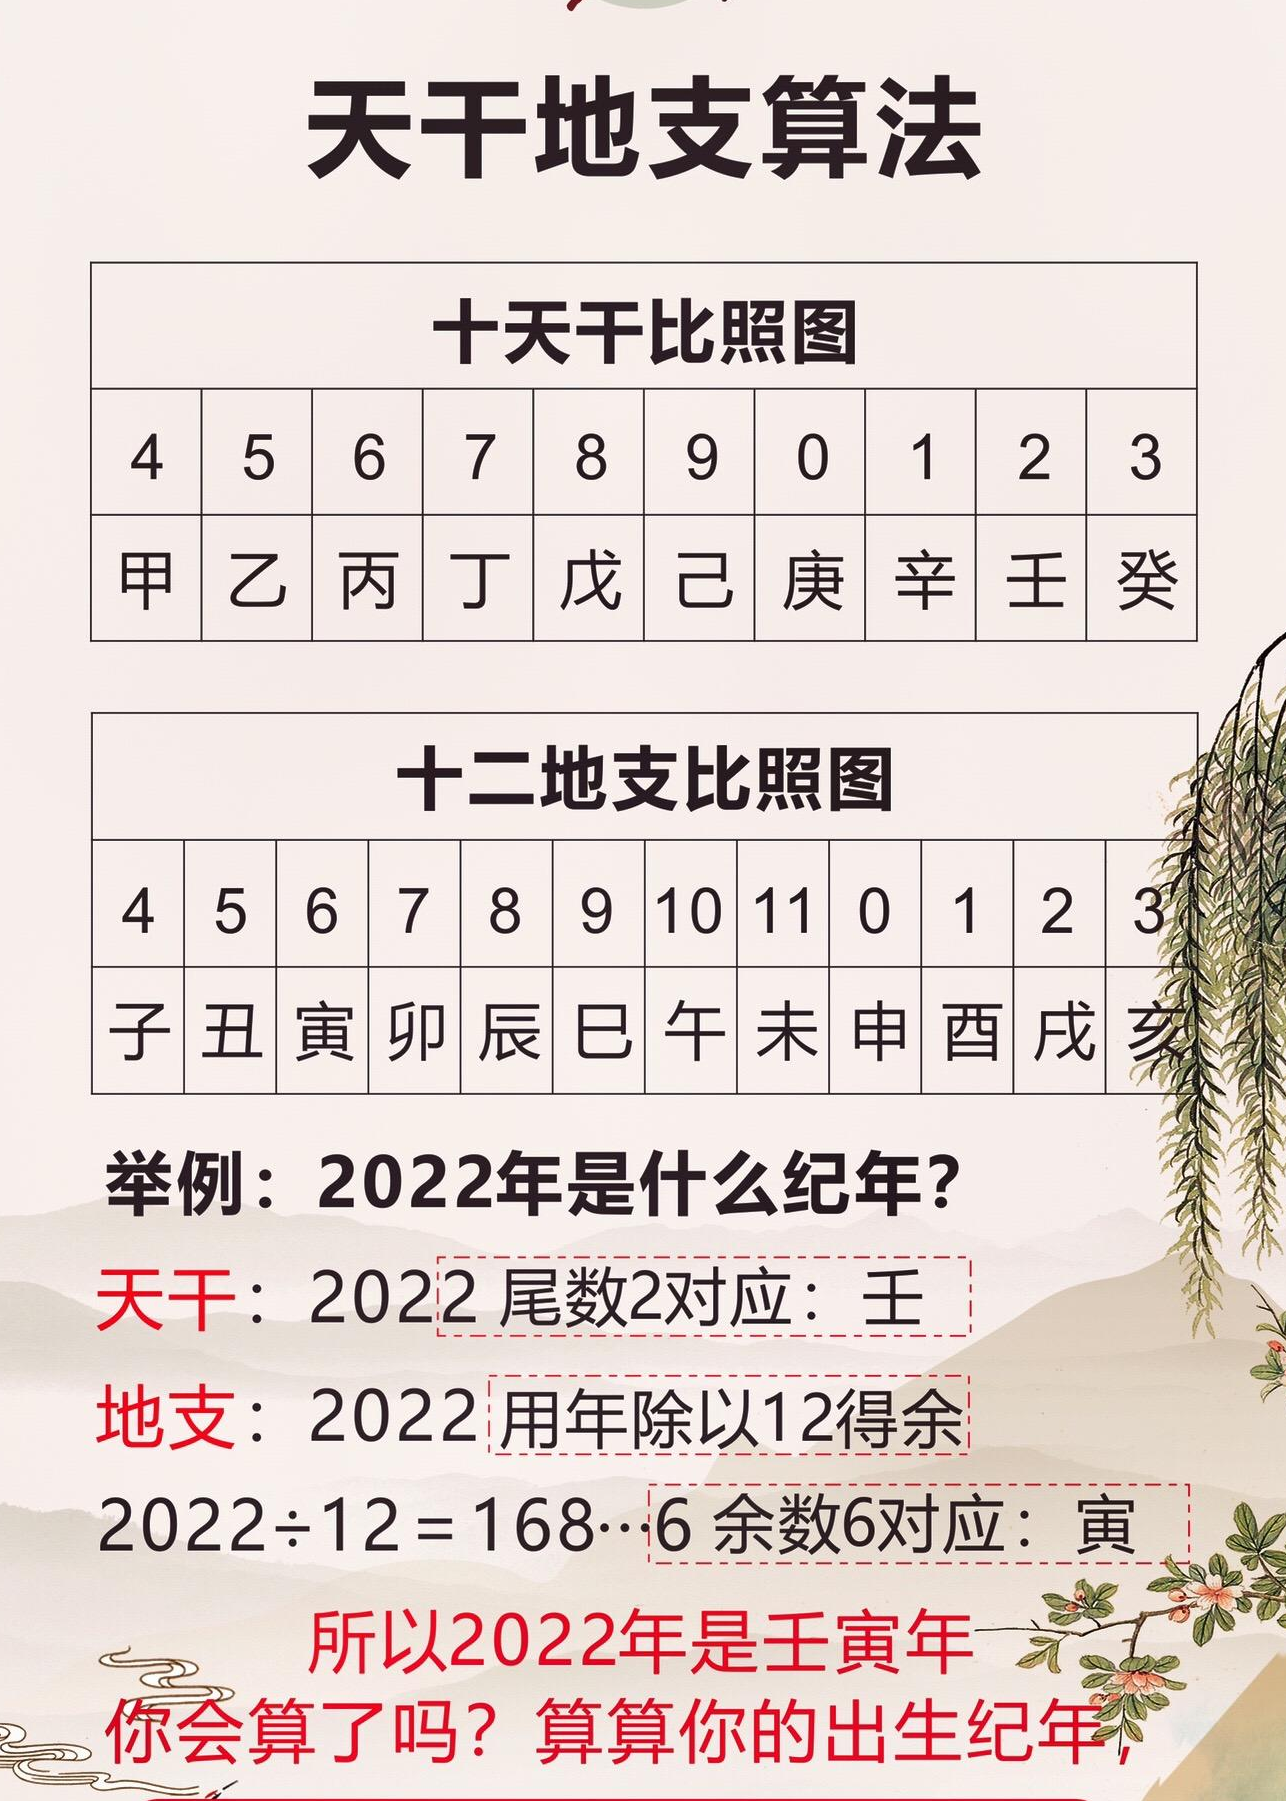 天干地支算法
十天干比照图
4 5 6 7 8 9 0 1 2 3
甲 乙 丙 丁 戊 己 庚 辛 壬 癸
十二地支比照图
4 5 6 7 8 9 10 11 0 1 2 3
子 丑 寅 卯 辰 巳 午 未 申 酉 戌 亥
举例：2022年是什么纪年？
天干：2022 尾数2对应：壬
地支：2022 用年除以12得余
2022÷12=168…6 余数6对应：寅
所以2022年是壬寅年
你会算了吗？算算你的出生纪年，